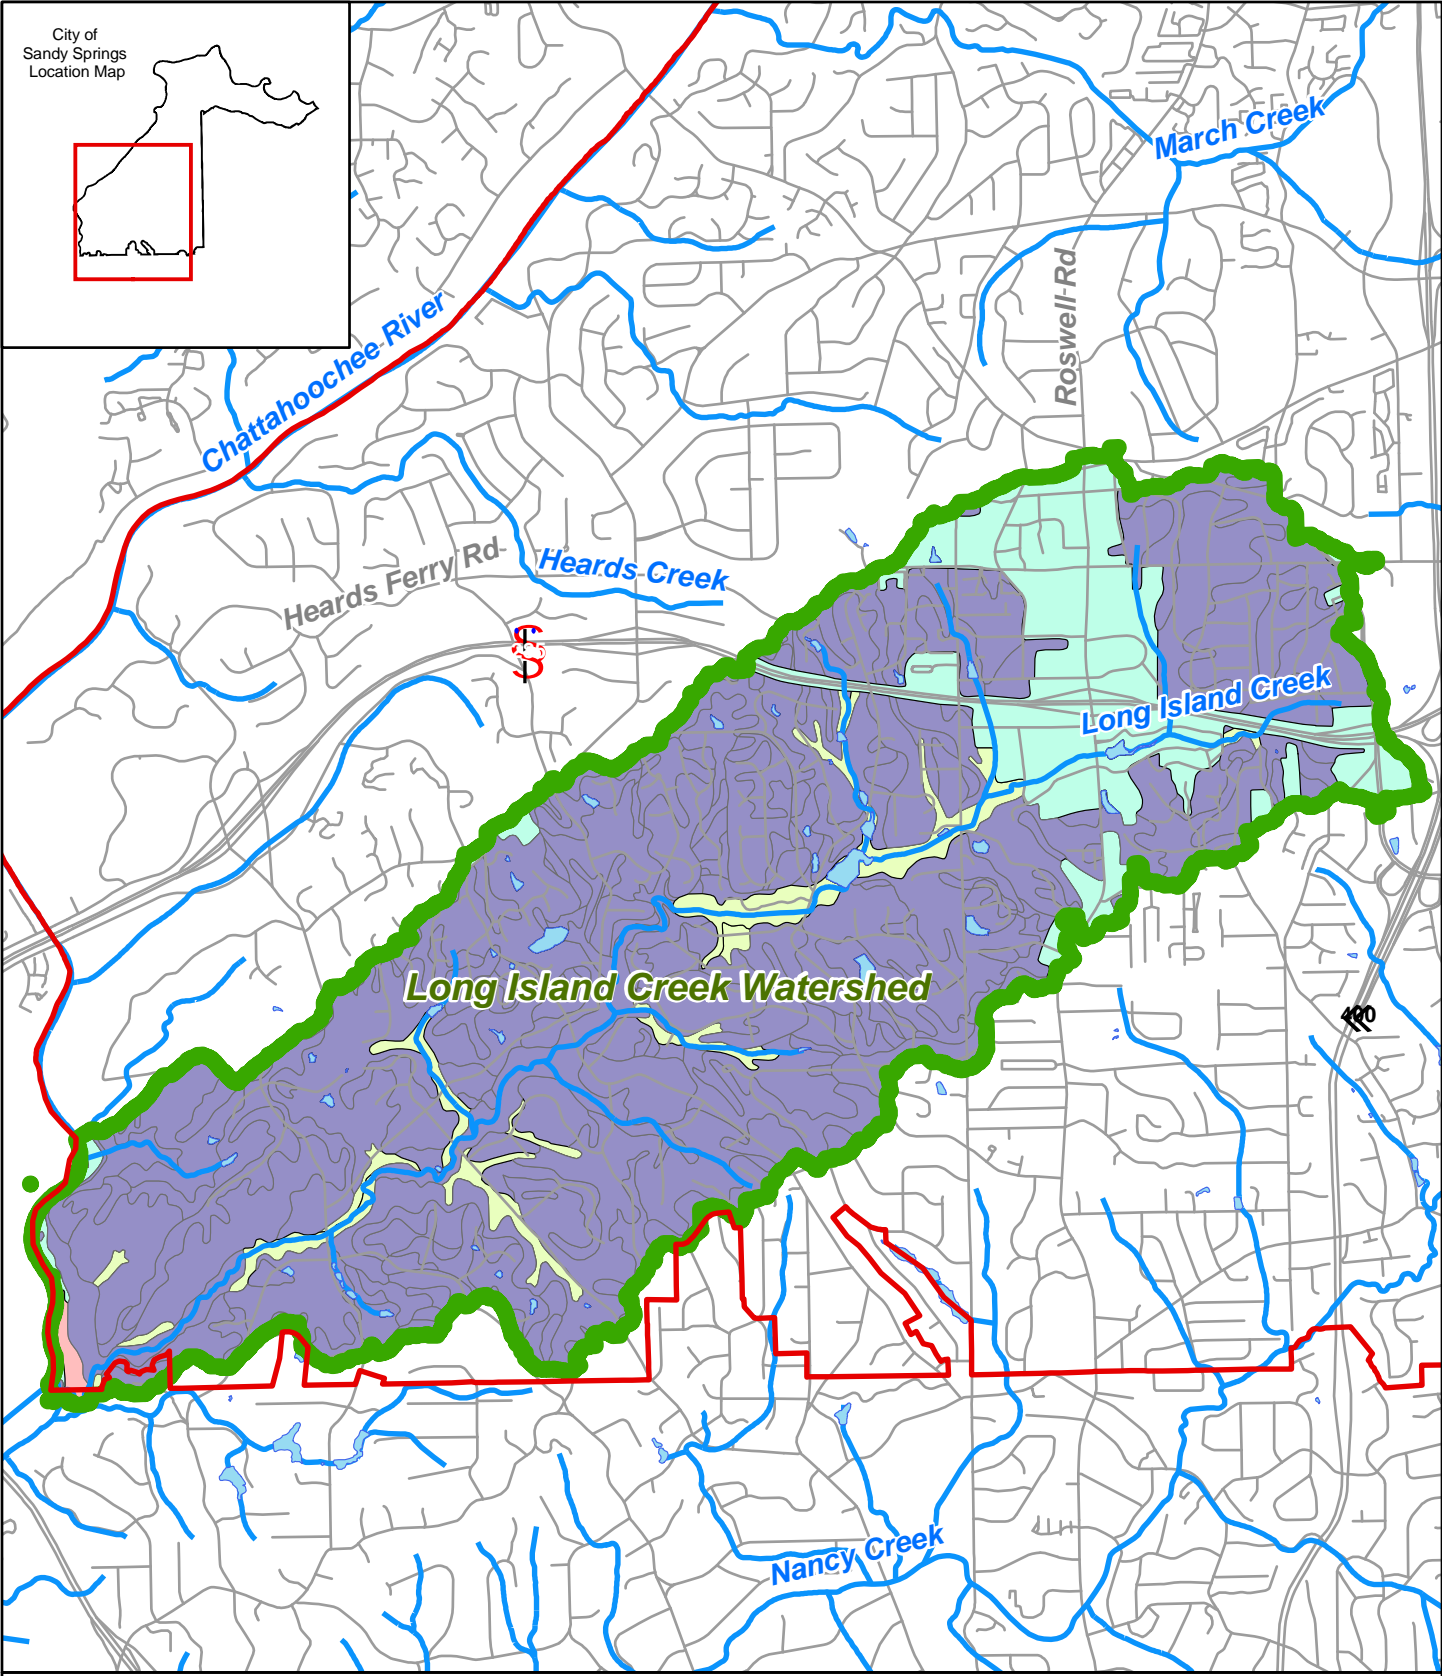 City of
Sandy Springs
Location Map
March Creek
Roswell Rd
Chattahoochee River
Heards Ferry Rd
Heards Creek
Long Island Creek
Long Island Creek Watershed
400
Nancy Creek